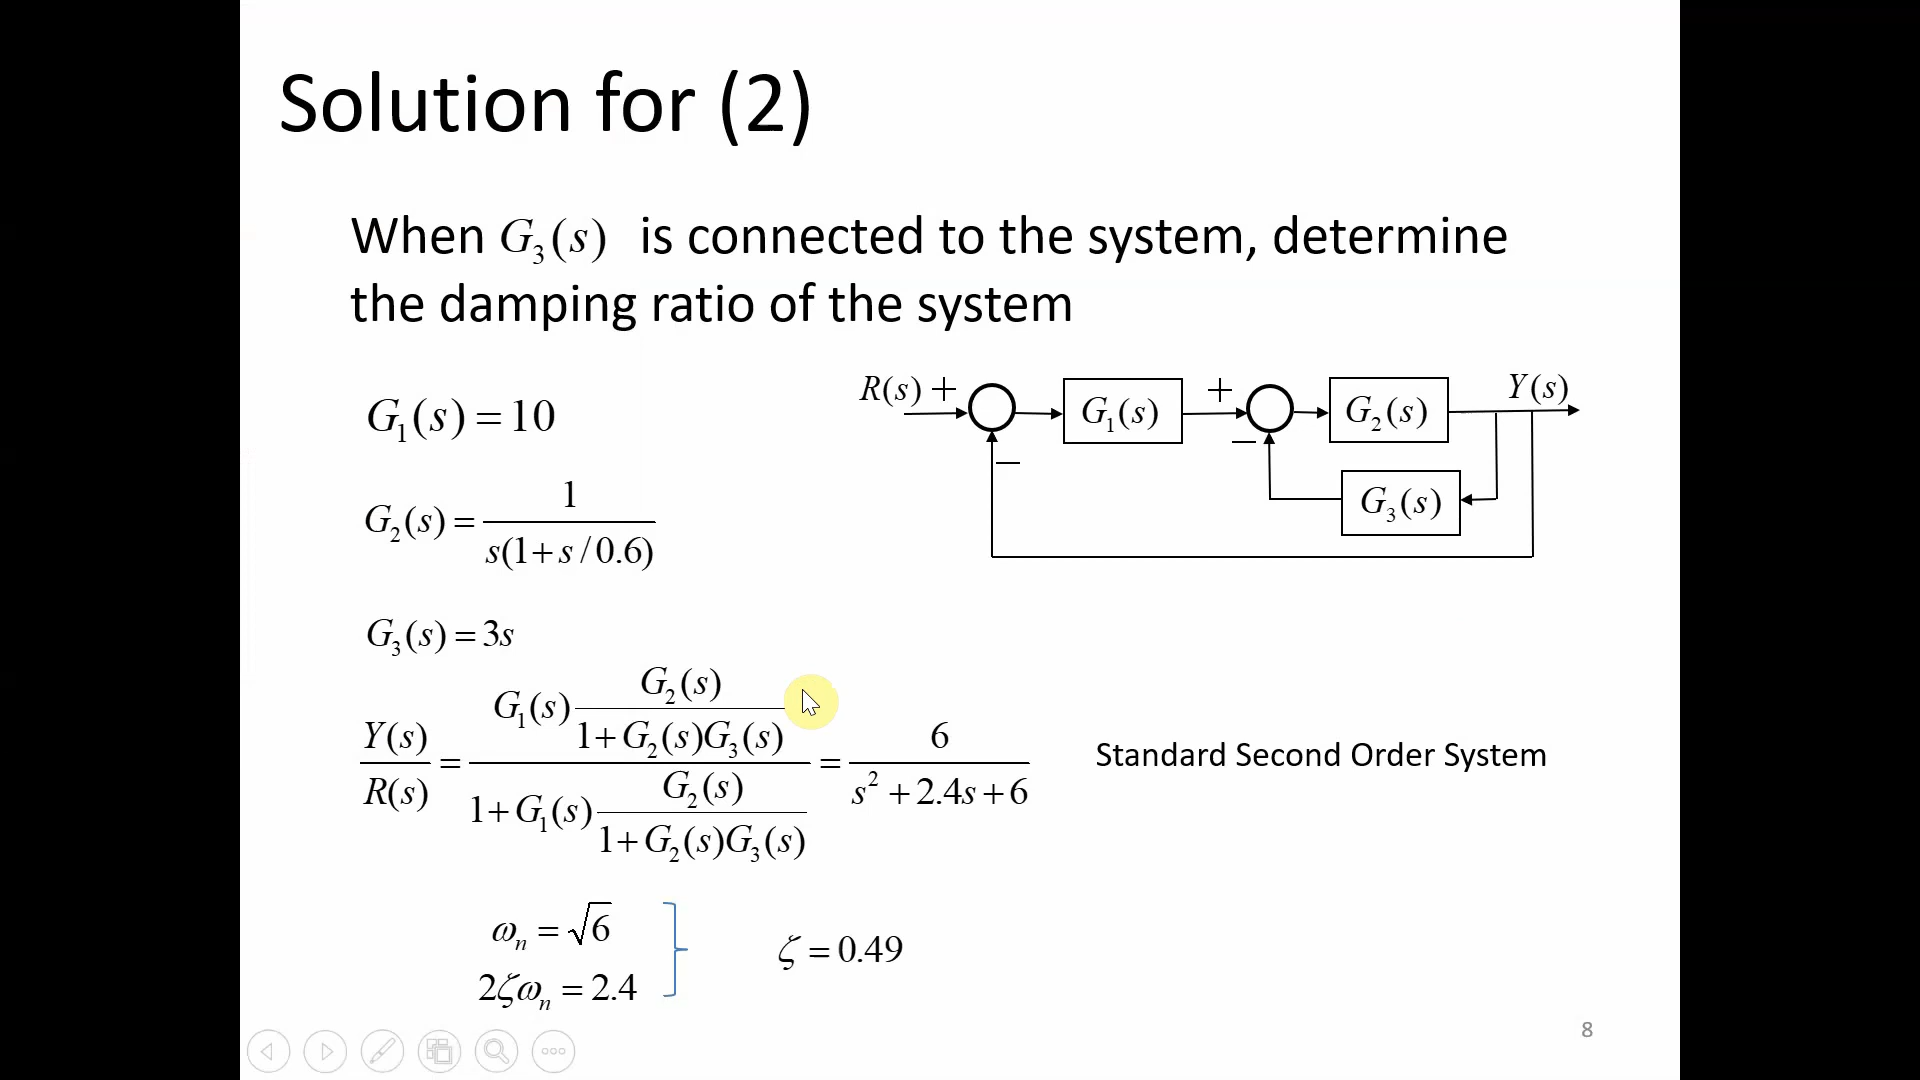 Solution for (2)
When G₃(s) is connected to the system, determine
the damping ratio of the system
R(s) + G₁(s) + G₂(s) Y(s)
− −
G₃(s)
G₁(s) = 10
G₂(s) = 1 / s(1+s/0.6)
G₃(s) = 3s
Y(s)/R(s) = [G₁(s) G₂(s)/(1+G₂(s)G₃(s))] / [1+G₁(s) G₂(s)/(1+G₂(s)G₃(s))] = 6/(s²+2.4s+6)
Standard Second Order System
ωₙ = √6
2ζωₙ = 2.4
ζ = 0.49
8